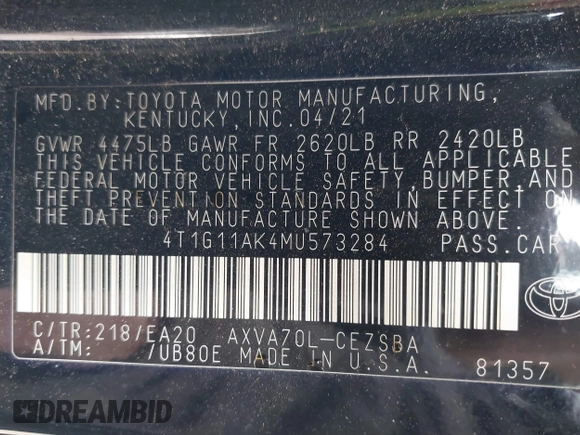 MFD. BY: TOYOTA MOTOR MANUFACTURING,
KENTUCKY, INC. 04/21
GVWR 4475LB GAWR FR 2620LB RR 2420LB
THIS VEHICLE CONFORMS TO ALL APPLICABLE
FEDERAL MOTOR VEHICLE SAFETY, BUMPER, AND
THEFT PREVENTION STANDARDS IN EFFECT ON
THE DATE OF MANUFACTURE SHOWN ABOVE.
4T1G11AK4MU573284 PASS. CAR
C/TR: 218/EA20 AXVA70L-CEZSBA
A/TM: /UB80E MADE IN U.S.A. 81357
DREAMBID